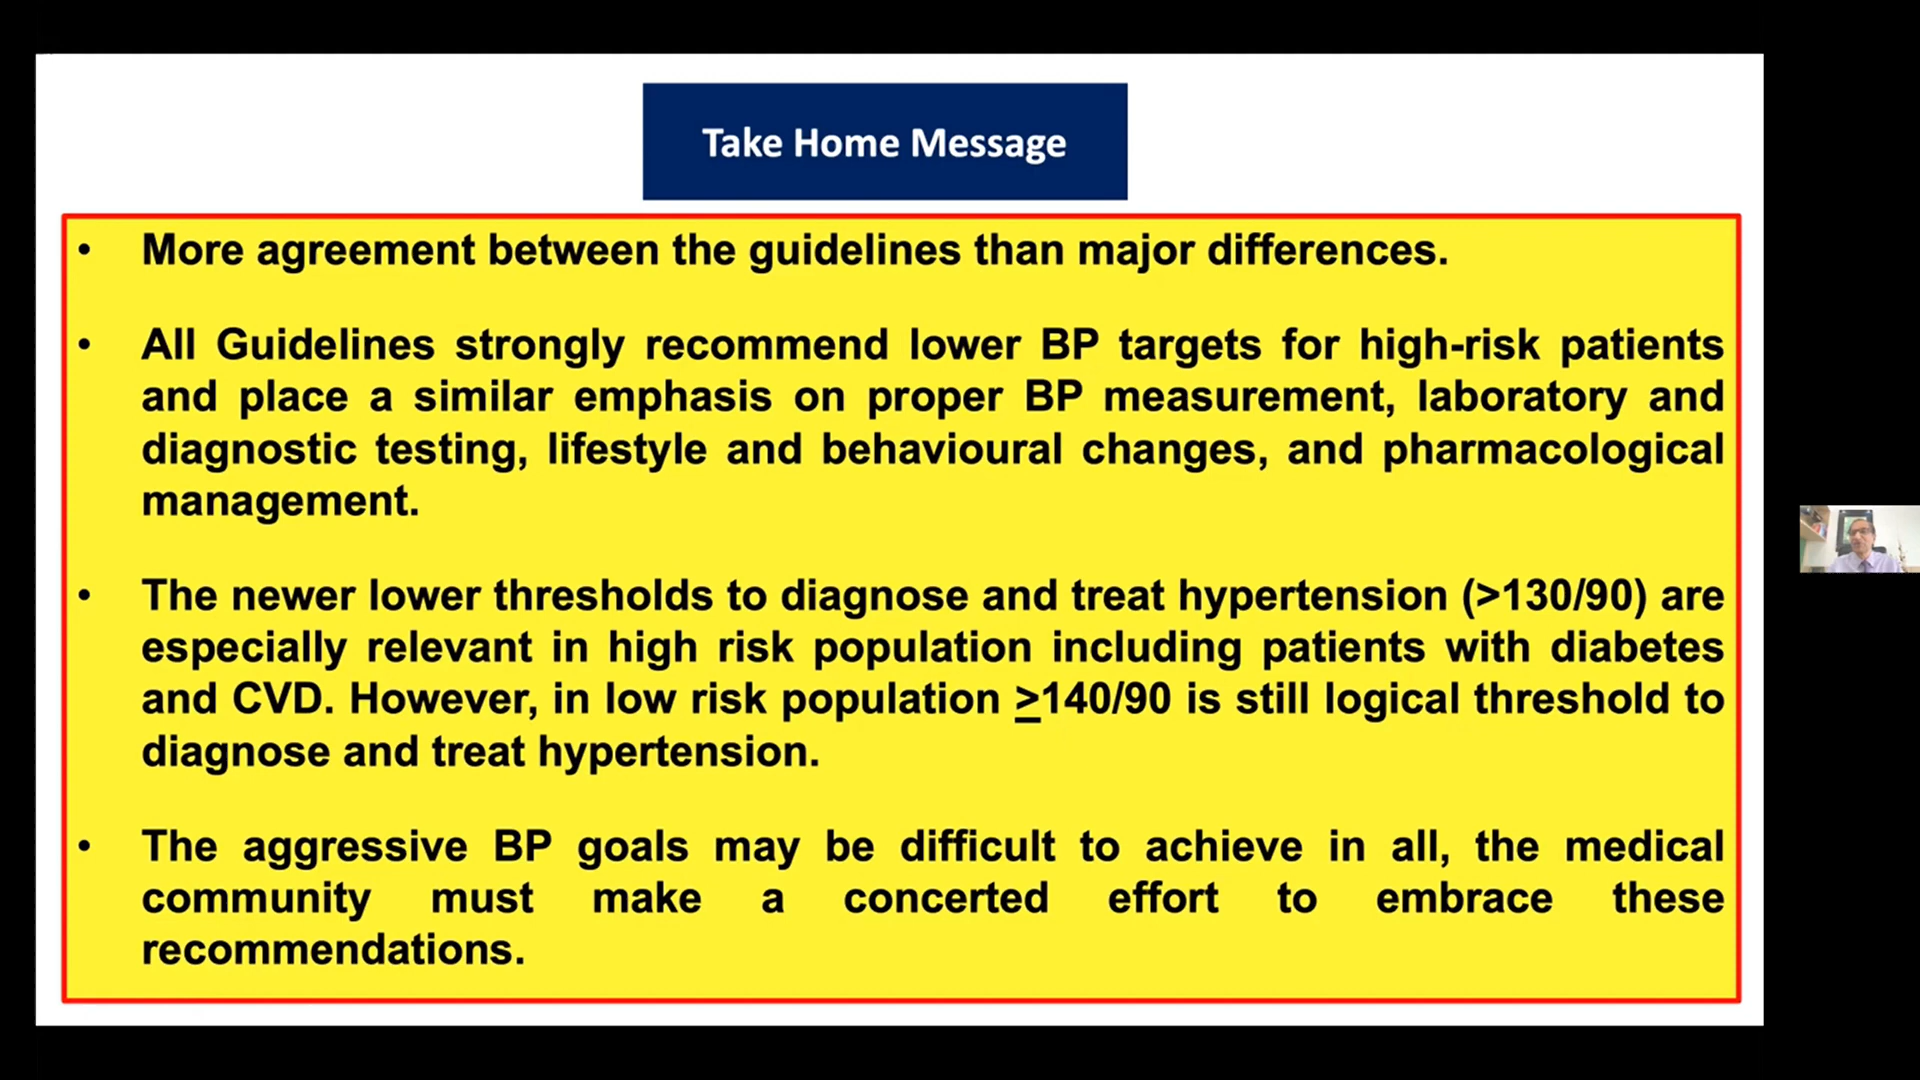 Take Home Message
• More agreement between the guidelines than major differences.
• All Guidelines strongly recommend lower BP targets for high-risk patients
and place a similar emphasis on proper BP measurement, laboratory and
diagnostic testing, lifestyle and behavioural changes, and pharmacological
management.
• The newer lower thresholds to diagnose and treat hypertension (>130/90) are
especially relevant in high risk population including patients with diabetes
and CVD. However, in low risk population ≥140/90 is still logical threshold to
diagnose and treat hypertension.
• The aggressive BP goals may be difficult to achieve in all, the medical
community must make a concerted effort to embrace these
recommendations.